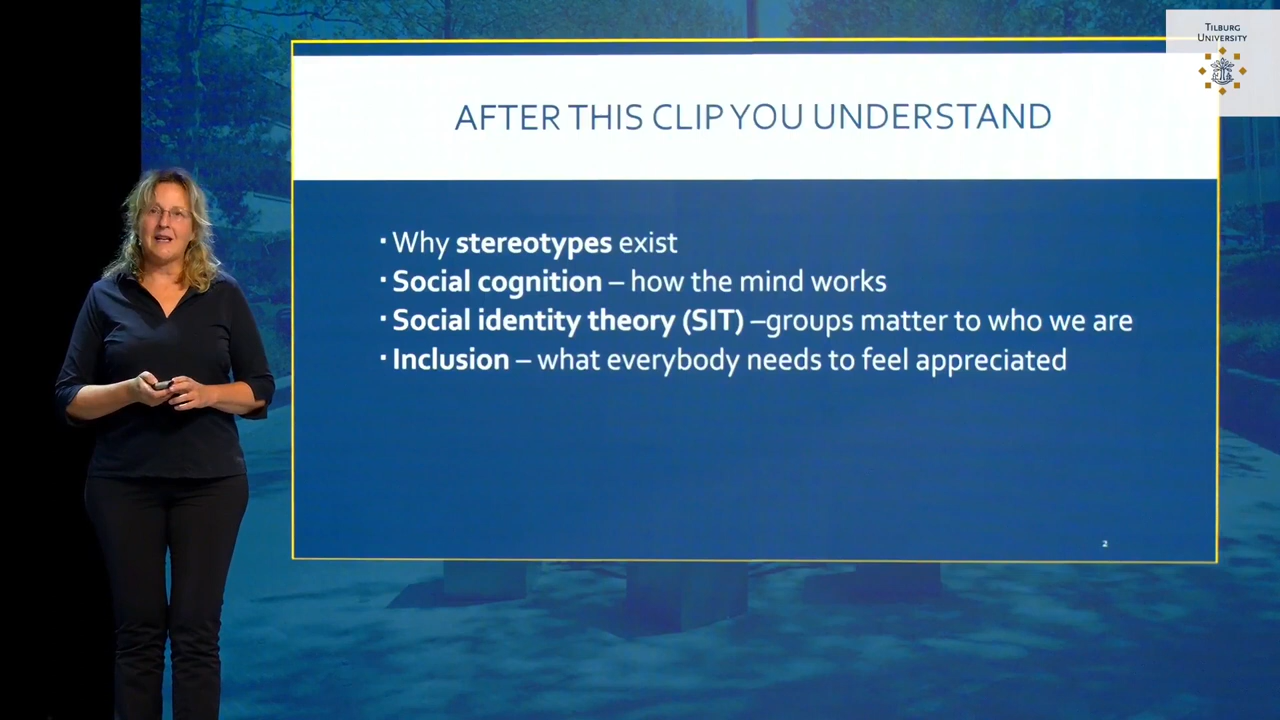 TILBURG
UNIVERSITY
AFTER THIS CLIP YOU UNDERSTAND
▪ Why stereotypes exist
▪ Social cognition – how the mind works
▪ Social identity theory (SIT) –groups matter to who we are
▪ Inclusion – what everybody needs to feel appreciated
2